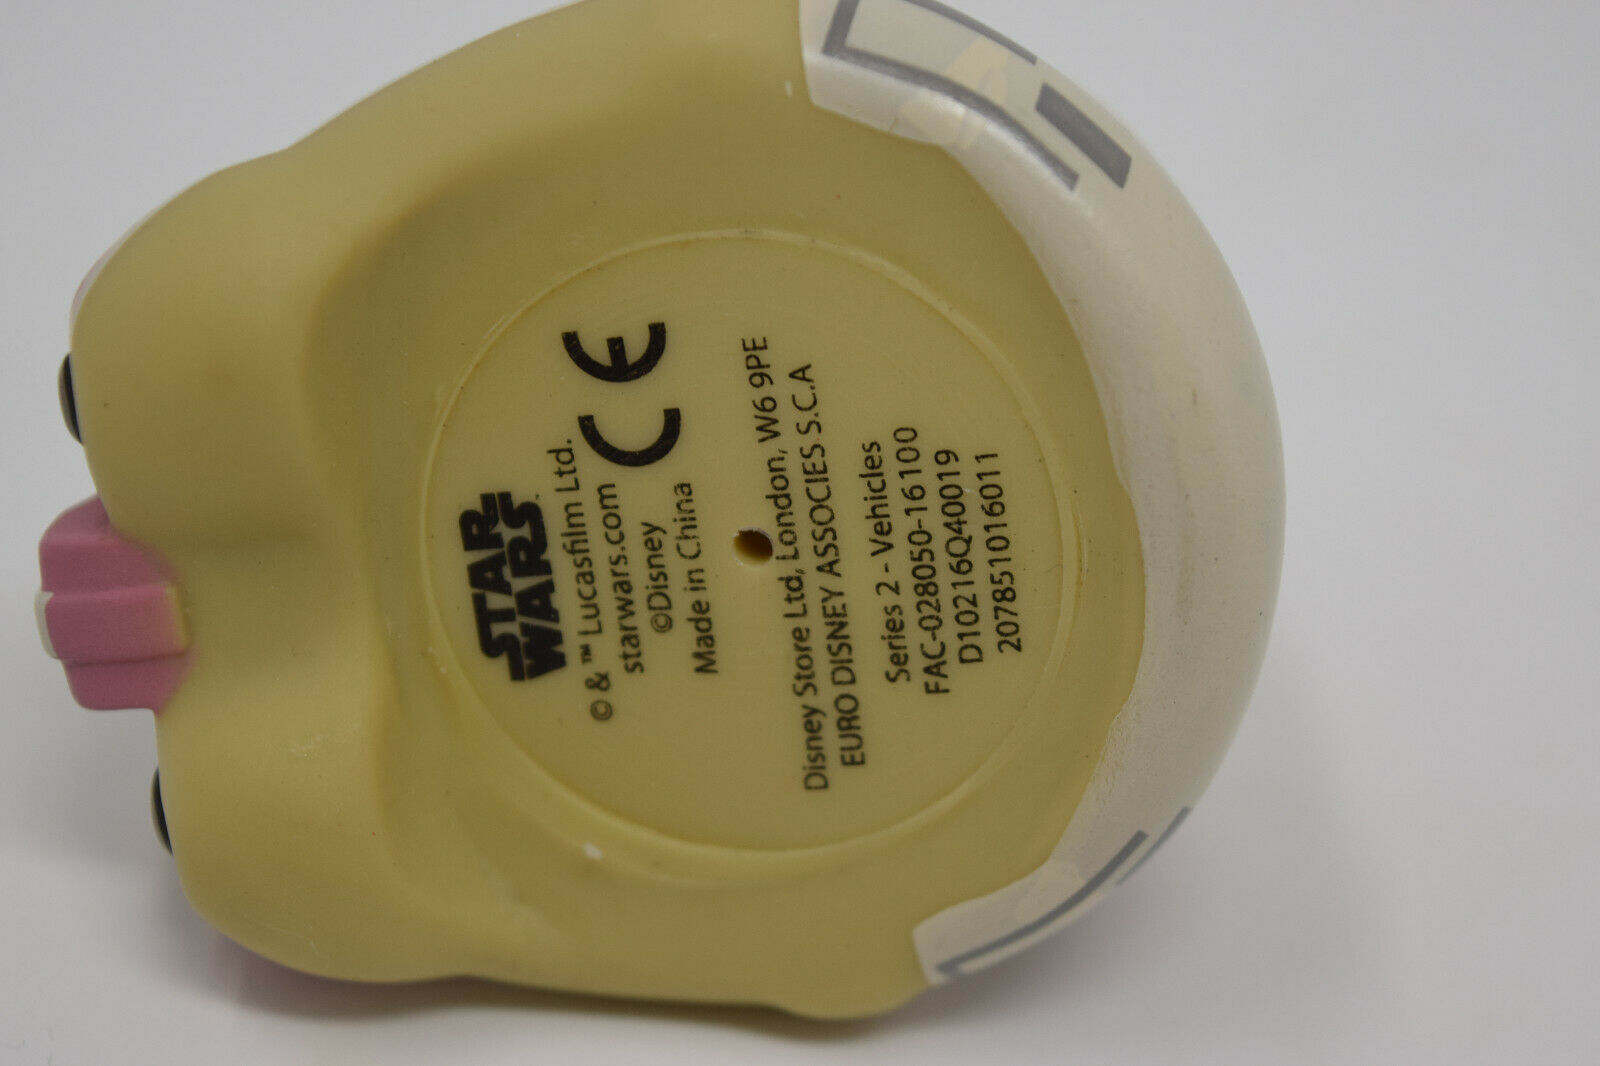 STAR
WARS
© & ™ Lucasfilm Ltd.
starwars.com
©Disney
Made in China
CE
Disney Store Ltd, London, W6 9PE
EURO DISNEY ASSOCIES S.C.A
Series 2 - Vehicles
FAC-028050-16100
D10216Q40019
207851016011